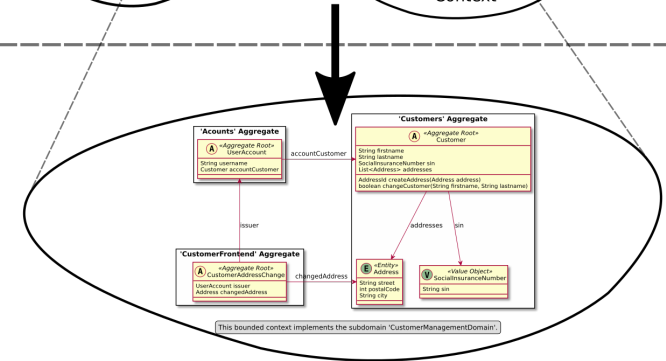 Context
'Customers' Aggregate
A «Aggregate Root»
Customer
String firstname
String lastname
SocialInsuranceNumber sin
List<Address> addresses
AddressId createAddress(Address address)
boolean changeCustomer(String firstname, String lastname)
'Acounts' Aggregate
A «Aggregate Root»
UserAccount
String username
Customer accountCustomer
accountCustomer
issuer
addresses
sin
'CustomerFrontend' Aggregate
A «Aggregate Root»
CustomerAddressChange
UserAccount issuer
Address changedAddress
changedAddress
E «Entity»
Address
String street
int postalCode
String city
V «Value Object»
SocialInsuranceNumber
String sin
This bounded context implements the subdomain 'CustomerManagementDomain'.